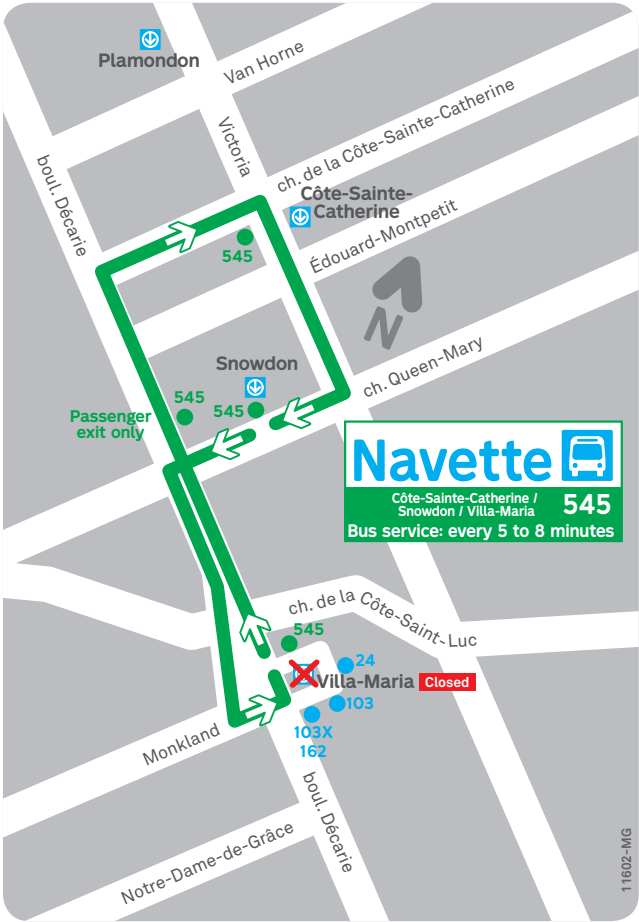 Plamondon
Van Horne
Victoria
boul. Décarie
ch. de la Côte-Sainte-Catherine
Côte-Sainte-
Catherine
545
Édouard-Montpetit
N
Snowdon
545
545
Passenger
exit only
ch. Queen-Mary
Navette
Côte-Sainte-Catherine /
Snowdon / Villa-Maria
545
Bus service: every 5 to 8 minutes
ch. de la Côte-Saint-Luc
545
24
Villa-Maria
Closed
103
103X
162
Monkland
boul. Décarie
Notre-Dame-de-Grâce
11602-MG